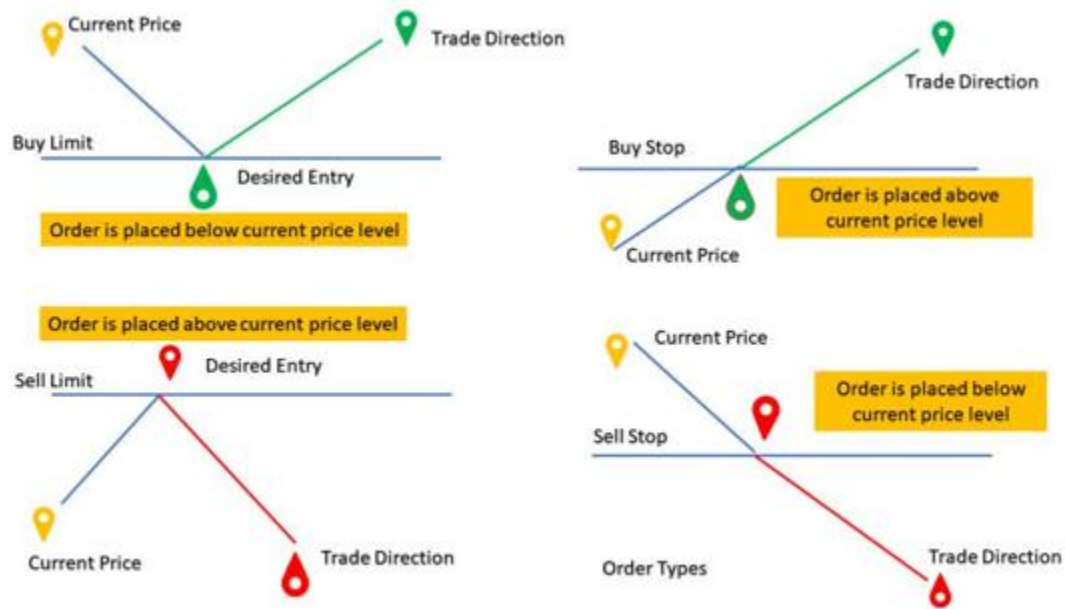 Current Price
Trade Direction
Buy Limit
Desired Entry
Order is placed below current price level
Trade Direction
Buy Stop
Order is placed above
current price level
Current Price
Order is placed above current price level
Desired Entry
Sell Limit
Current Price
Trade Direction
Current Price
Order is placed below
current price level
Sell Stop
Trade Direction
Order Types